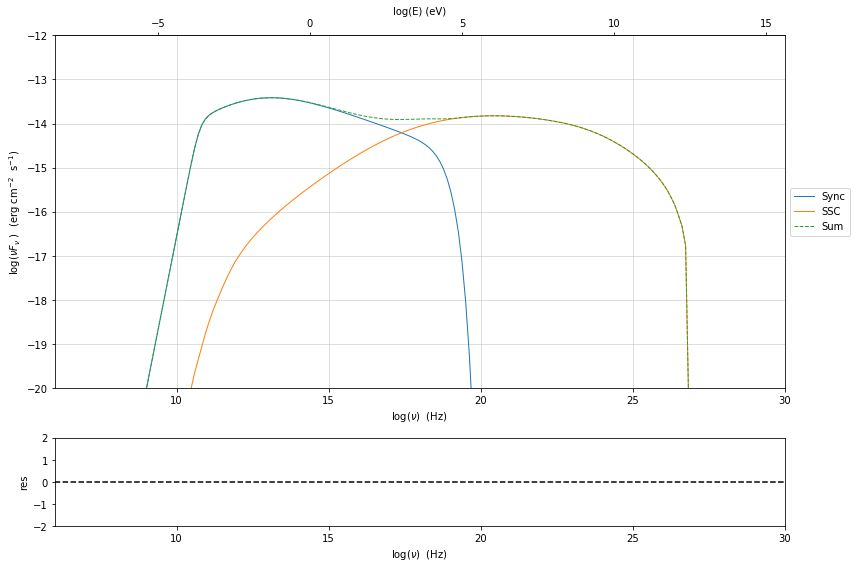 log(E) (eV)
−5 0 5 10 15
−12
−13
−14
−15
−16
−17
−18
−19
−20
log(νFν ) (erg cm⁻² s⁻¹)
Sync
SSC
Sum
10 15 20 25 30
log(ν) (Hz)
2
1
0
−1
−2
res
10 15 20 25 30
log(ν) (Hz)